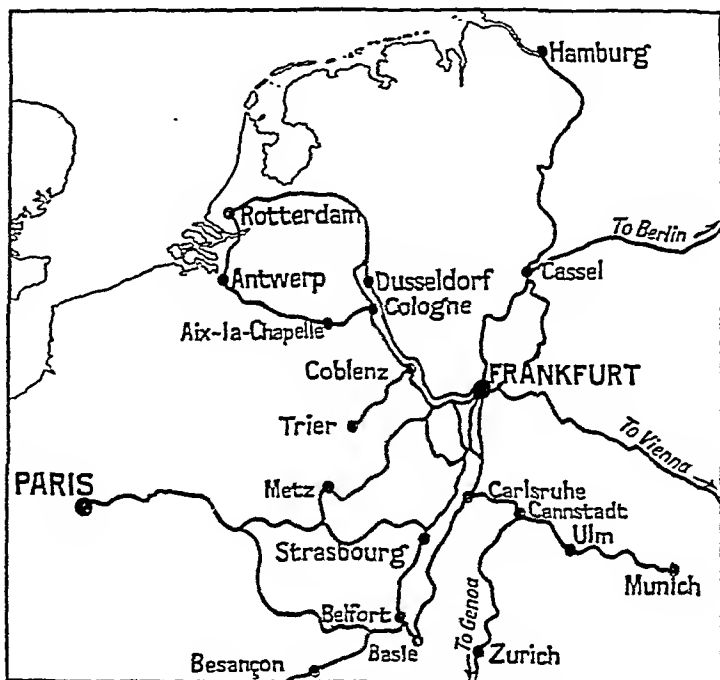 Hamburg
Rotterdam
To Berlin
Antwerp
Dusseldorf
Cassel
Cologne
Aix-la-Chapelle
Coblenz
FRANKFURT
Trier
To Vienna
PARIS
Metz
Carlsruhe
Cannstadt
Strasbourg
Ulm
Munich
Belfort
To Genoa
Basle
Zurich
Besançon